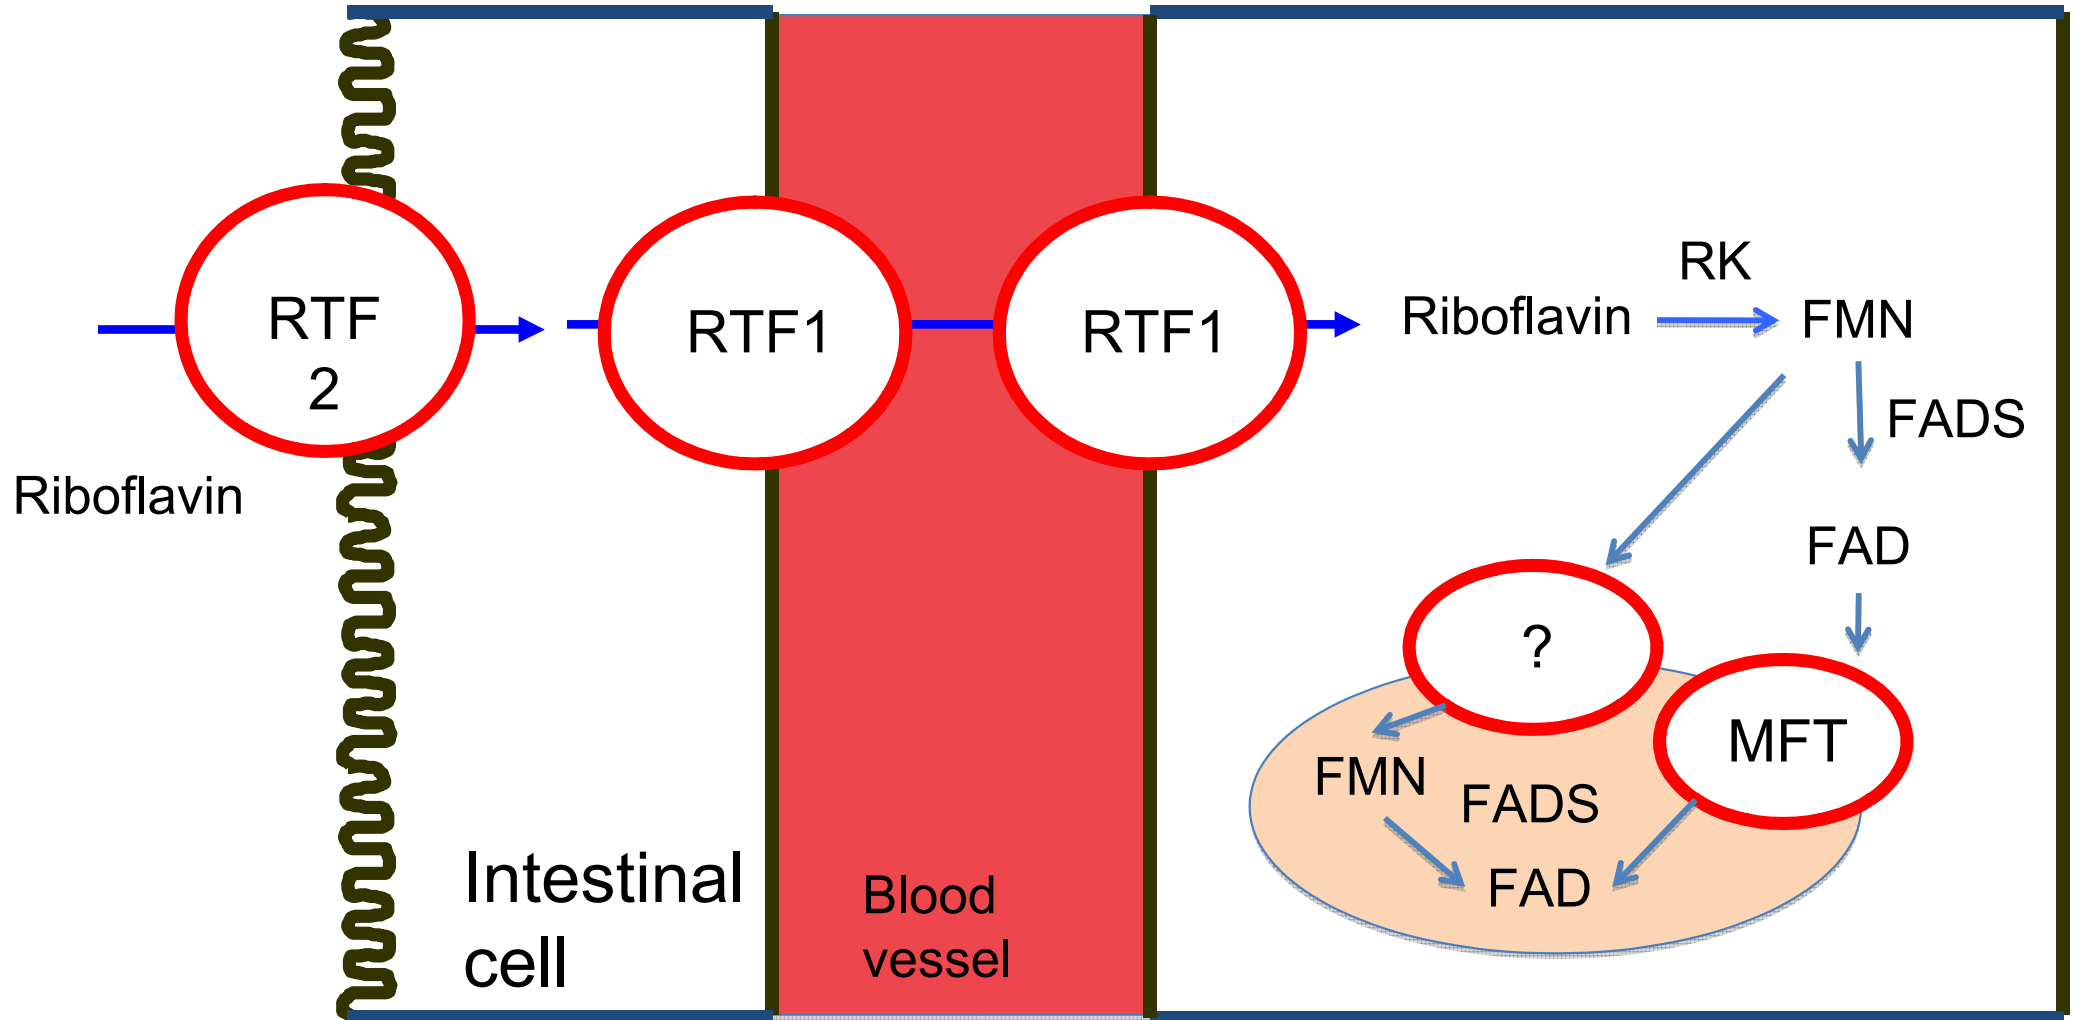 Riboflavin
RTF
2
RTF1
RTF1
Riboflavin
RK
FMN
FADS
FAD
?
MFT
FMN
FADS
FAD
Intestinal
cell
Blood
vessel